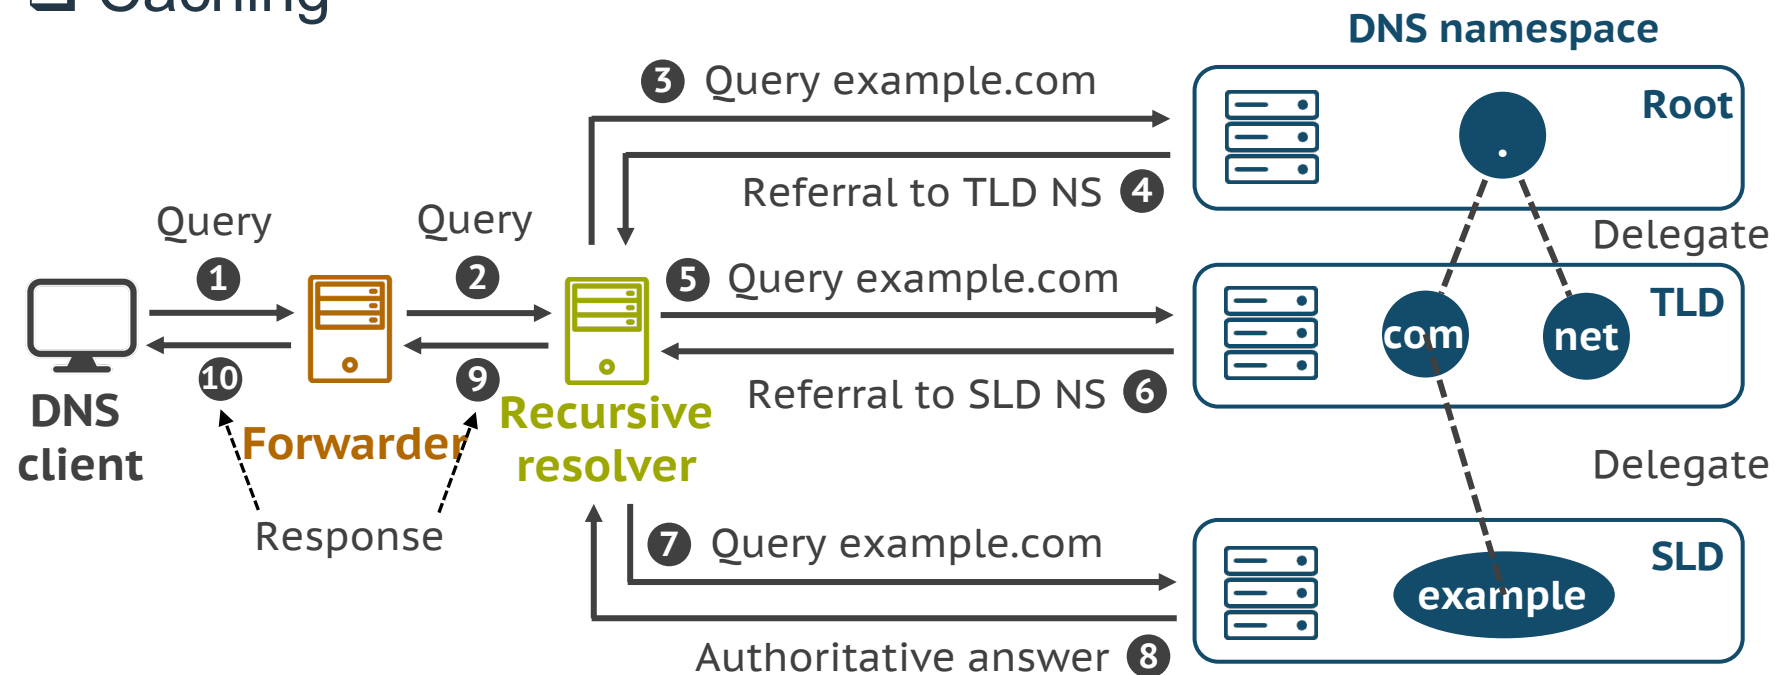 ❑ Caching
DNS namespace
3 Query example.com
Root
.
Referral to TLD NS 4
Query
Query
Delegate
1
2
5 Query example.com
TLD
com
net
10
9
Referral to SLD NS 6
DNS
client
Forwarder
Recursive
resolver
Delegate
Response
7 Query example.com
SLD
example
Authoritative answer 8